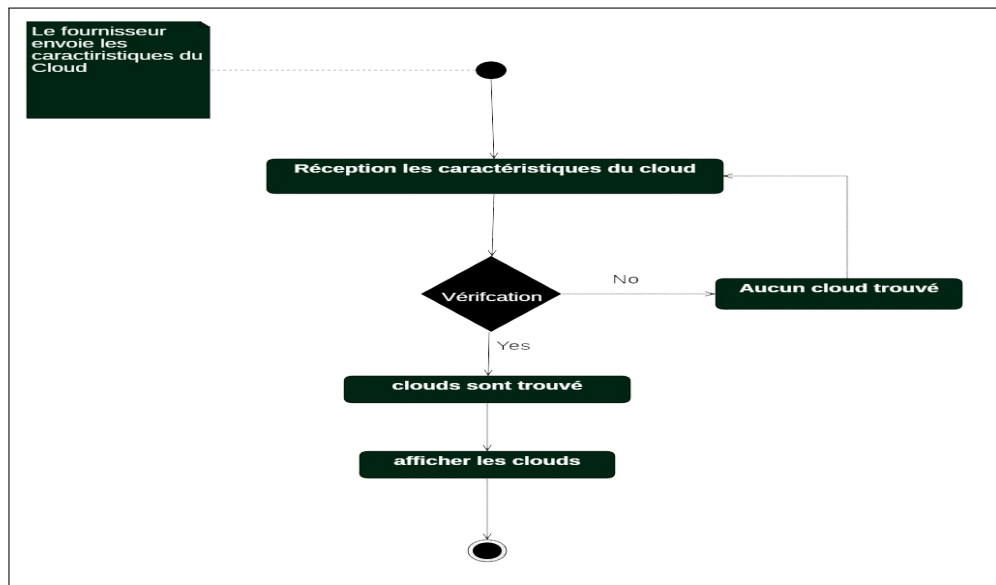 Le fournisseur
envoie les
caractiristiques du
Cloud
Réception les caractéristiques du cloud
Vérifcation
No
Aucun cloud trouvé
Yes
clouds sont trouvé
afficher les clouds